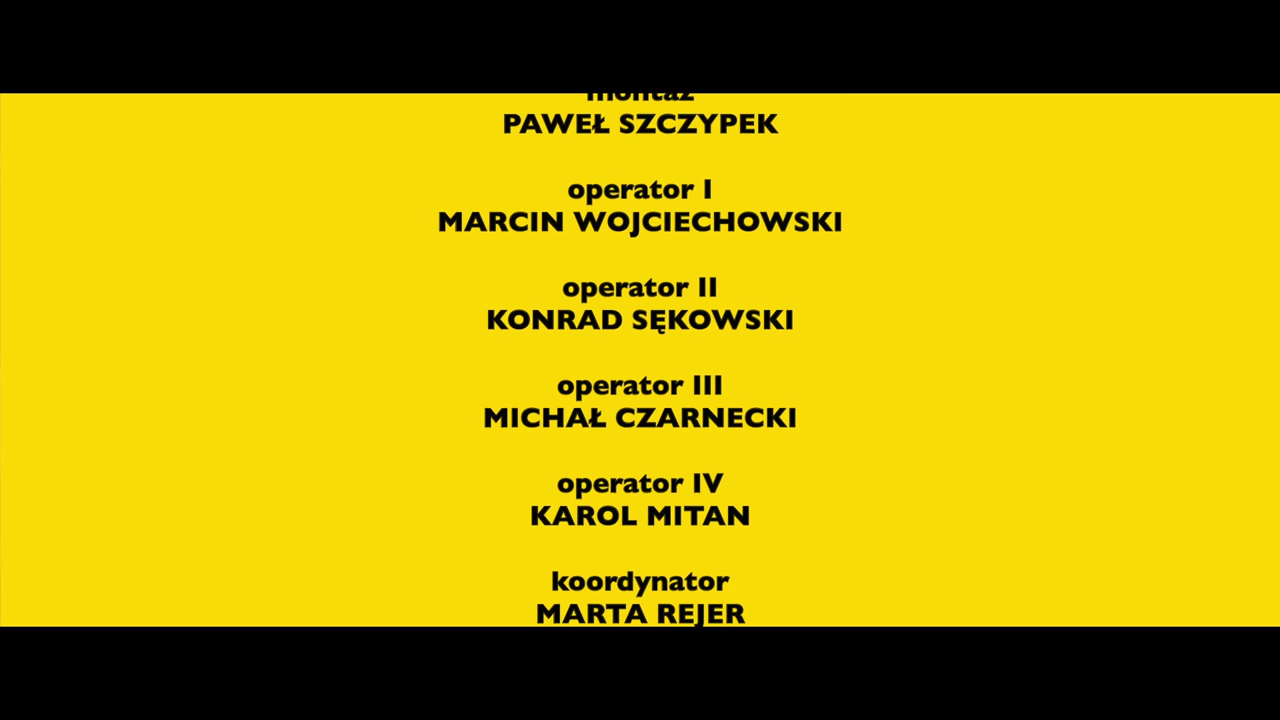 montaż
PAWEŁ SZCZYPEK
operator I
MARCIN WOJCIECHOWSKI
operator II
KONRAD SĘKOWSKI
operator III
MICHAŁ CZARNECKI
operator IV
KAROL MITAN
koordynator
MARTA REJER